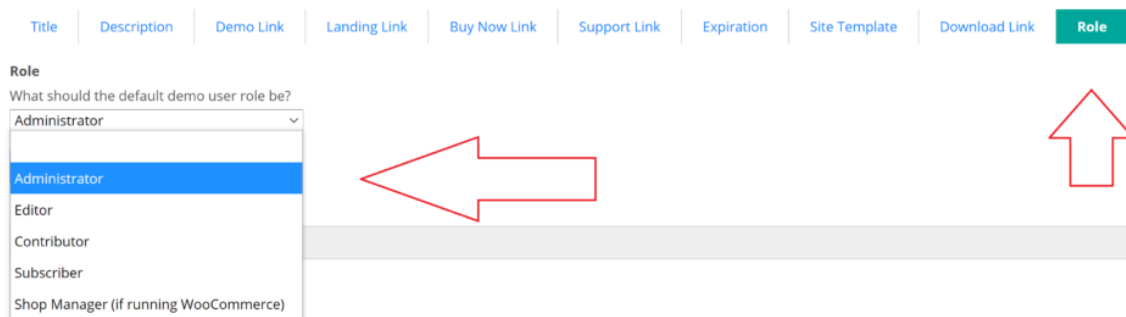 Title Description Demo Link Landing Link Buy Now Link Support Link Expiration Site Template Download Link Role
Role
What should the default demo user role be?
Administrator
Administrator
Editor
Contributor
Subscriber
Shop Manager (if running WooCommerce)